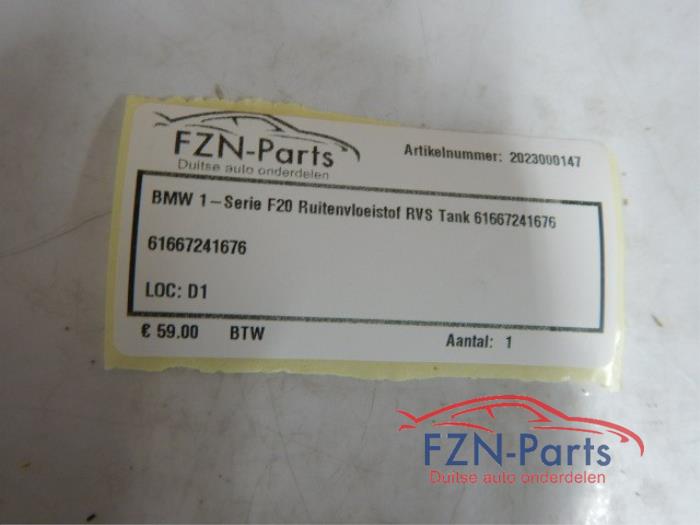 FZN-Parts
Duitse auto onderdelen
Artikelnummer: 2023000147
BMW 1-Serie F20 Ruitenvloeistof RVS Tank 61667241676
61667241676
LOC: D1
€ 59.00 BTW
Aantal: 1
FZN-Parts
Duitse auto onderdelen